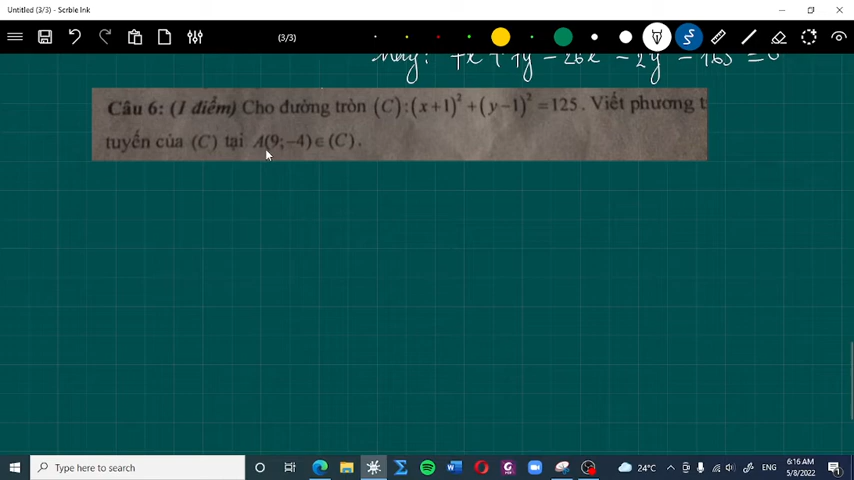 Untitled (3/3) - Scrble Ink
(3/3)
Câu 6: (1 điểm) Cho đường tròn (C):(x+1)²+(y−1)²=125. Viết phương t
tuyến của (C) tại A(9;−4)∈(C).
Type here to search
24°C
ENG
6:16 AM
5/8/2022